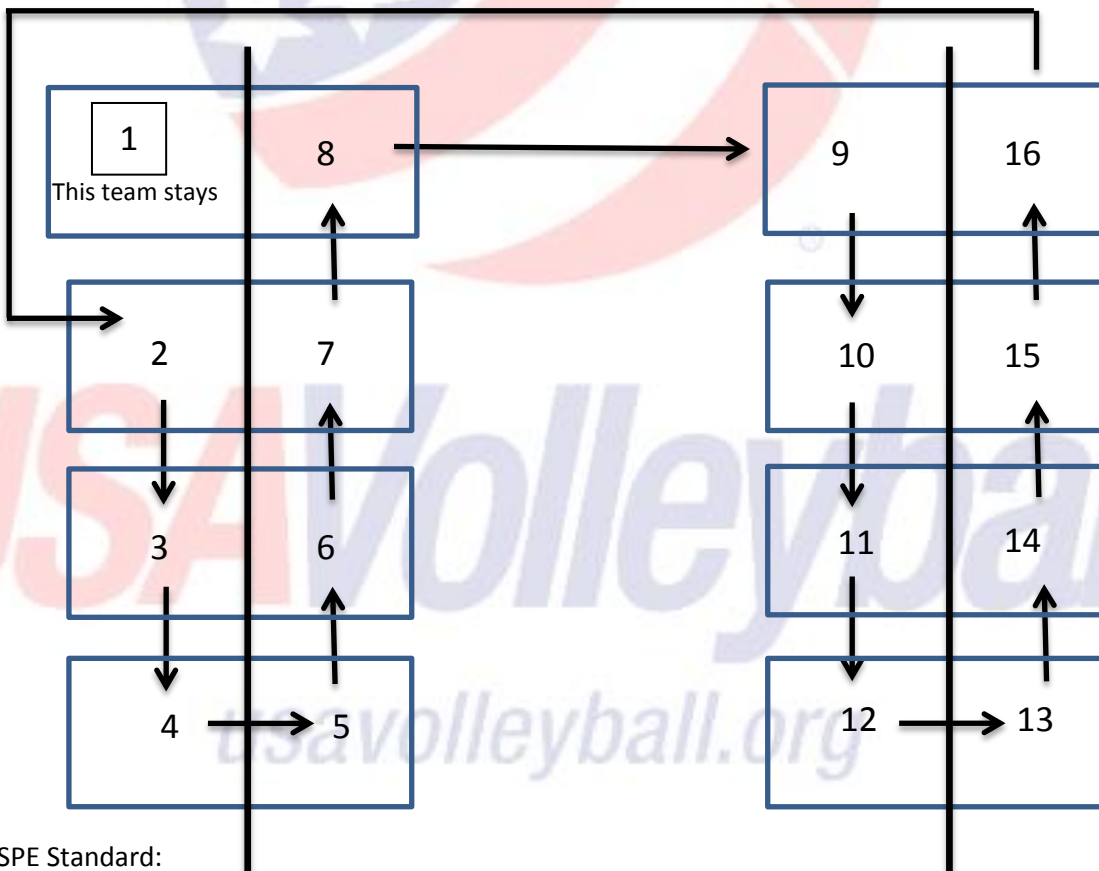 1 8 9 16
This team stays
2 7 10 15
3 6 11 14
4 5 12 13
USAVolleyball
®
usavolleyball.org
SPE Standard: